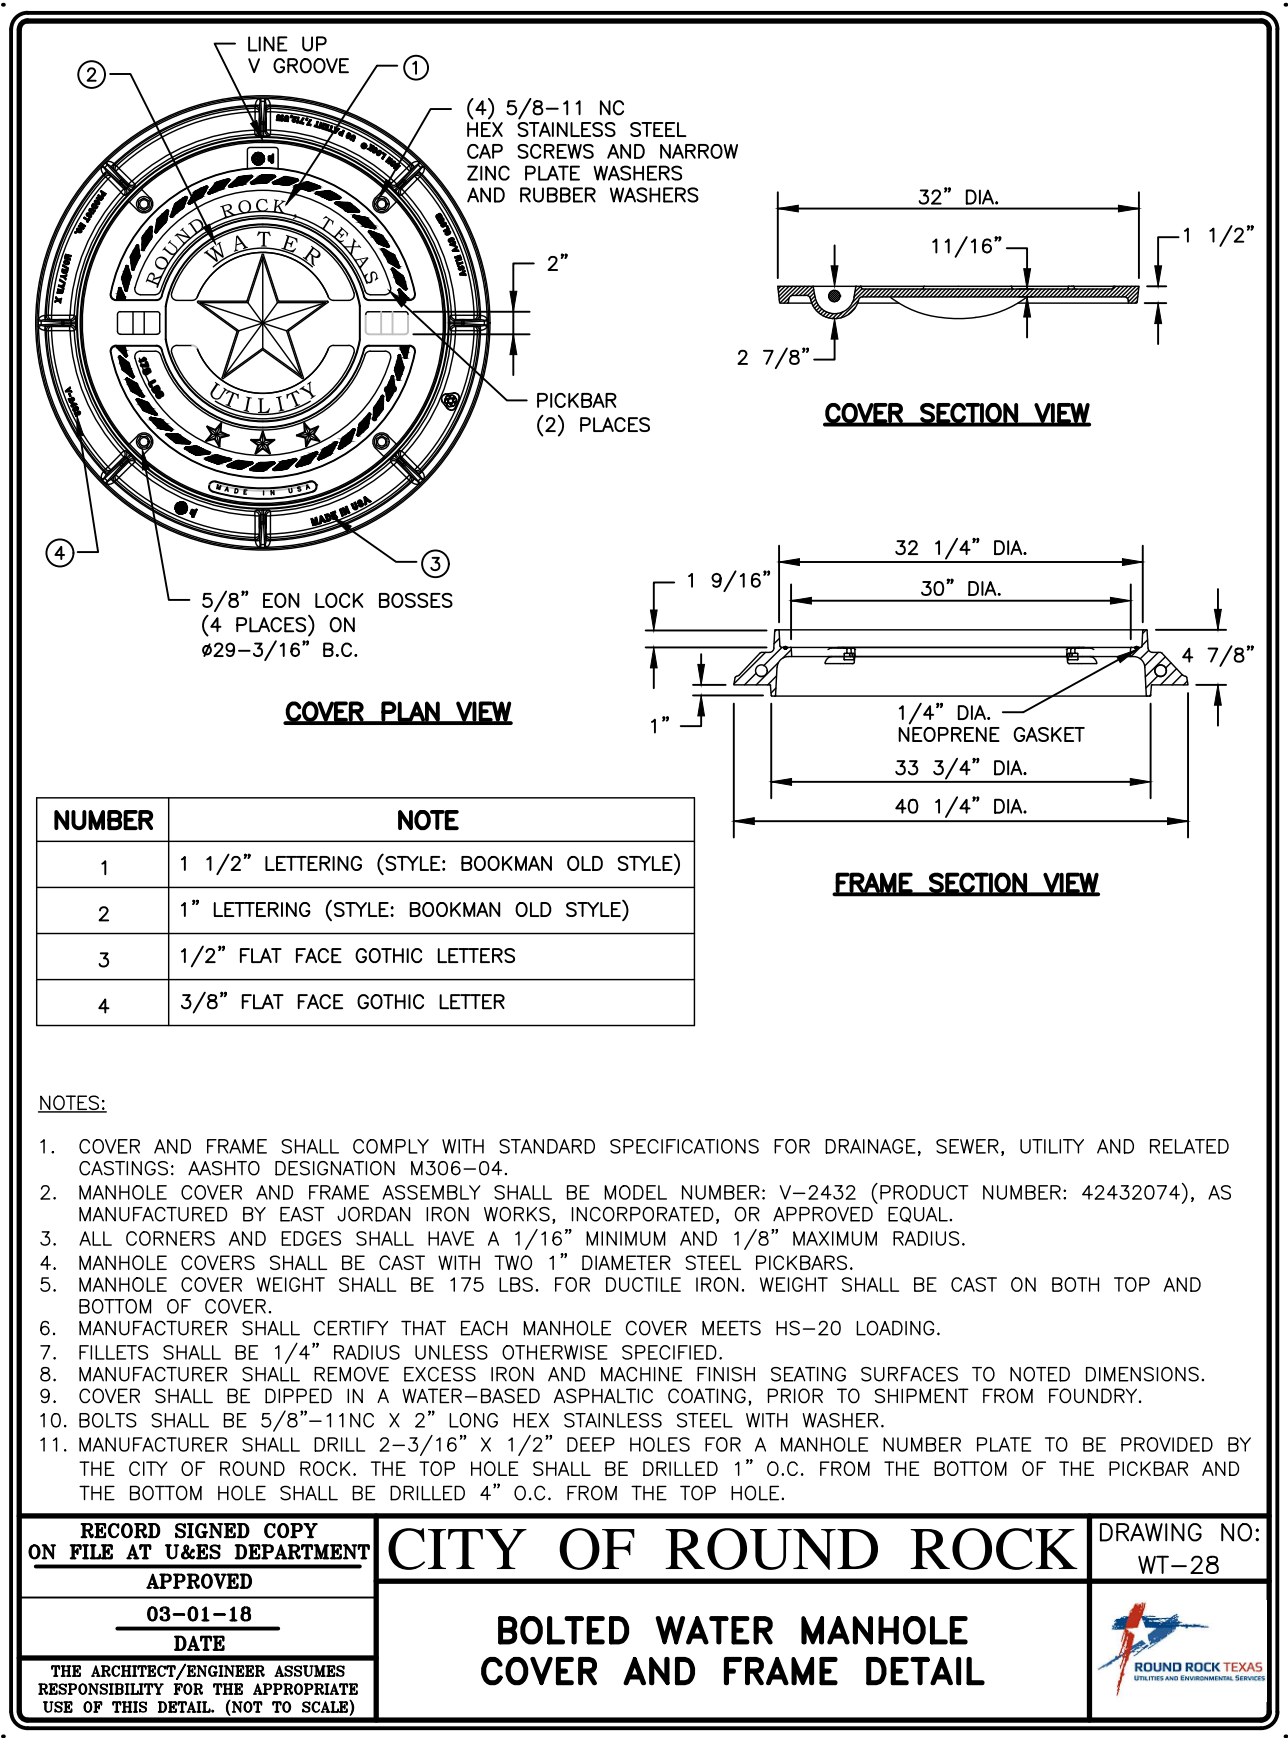 LINE UP
V GROOVE
1
2
(4) 5/8-11 NC
HEX STAINLESS STEEL
CAP SCREWS AND NARROW
ZINC PLATE WASHERS
AND RUBBER WASHERS
ROUND ROCK, TEXAS
WATER
UTILITY
MADE IN USA
MADE IN USA
2"
PICKBAR
(2) PLACES
4
3
5/8" EON LOCK BOSSES
(4 PLACES) ON
ø29-3/16" B.C.
COVER PLAN VIEW
32" DIA.
11/16"
1 1/2"
2 7/8"
COVER SECTION VIEW
32 1/4" DIA.
1 9/16"
30" DIA.
4 7/8"
1"
1/4" DIA.
NEOPRENE GASKET
33 3/4" DIA.
40 1/4" DIA.
FRAME SECTION VIEW
NUMBER NOTE
1 1 1/2" LETTERING (STYLE: BOOKMAN OLD STYLE)
2 1" LETTERING (STYLE: BOOKMAN OLD STYLE)
3 1/2" FLAT FACE GOTHIC LETTERS
4 3/8" FLAT FACE GOTHIC LETTER
NOTES:
1. COVER AND FRAME SHALL COMPLY WITH STANDARD SPECIFICATIONS FOR DRAINAGE, SEWER, UTILITY AND RELATED
CASTINGS: AASHTO DESIGNATION M306-04.
2. MANHOLE COVER AND FRAME ASSEMBLY SHALL BE MODEL NUMBER: V-2432 (PRODUCT NUMBER: 42432074), AS
MANUFACTURED BY EAST JORDAN IRON WORKS, INCORPORATED, OR APPROVED EQUAL.
3. ALL CORNERS AND EDGES SHALL HAVE A 1/16" MINIMUM AND 1/8" MAXIMUM RADIUS.
4. MANHOLE COVERS SHALL BE CAST WITH TWO 1" DIAMETER STEEL PICKBARS.
5. MANHOLE COVER WEIGHT SHALL BE 175 LBS. FOR DUCTILE IRON. WEIGHT SHALL BE CAST ON BOTH TOP AND
BOTTOM OF COVER.
6. MANUFACTURER SHALL CERTIFY THAT EACH MANHOLE COVER MEETS HS-20 LOADING.
7. FILLETS SHALL BE 1/4" RADIUS UNLESS OTHERWISE SPECIFIED.
8. MANUFACTURER SHALL REMOVE EXCESS IRON AND MACHINE FINISH SEATING SURFACES TO NOTED DIMENSIONS.
9. COVER SHALL BE DIPPED IN A WATER-BASED ASPHALTIC COATING, PRIOR TO SHIPMENT FROM FOUNDRY.
10. BOLTS SHALL BE 5/8"-11NC X 2" LONG HEX STAINLESS STEEL WITH WASHER.
11. MANUFACTURER SHALL DRILL 2-3/16" X 1/2" DEEP HOLES FOR A MANHOLE NUMBER PLATE TO BE PROVIDED BY
THE CITY OF ROUND ROCK. THE TOP HOLE SHALL BE DRILLED 1" O.C. FROM THE BOTTOM OF THE PICKBAR AND
THE BOTTOM HOLE SHALL BE DRILLED 4" O.C. FROM THE TOP HOLE.
RECORD SIGNED COPY
ON FILE AT U&ES DEPARTMENT
APPROVED
03-01-18
DATE
THE ARCHITECT/ENGINEER ASSUMES
RESPONSIBILITY FOR THE APPROPRIATE
USE OF THIS DETAIL. (NOT TO SCALE)
CITY OF ROUND ROCK
BOLTED WATER MANHOLE
COVER AND FRAME DETAIL
DRAWING NO:
WT-28
ROUND ROCK TEXAS
UTILITIES AND ENVIRONMENTAL SERVICES